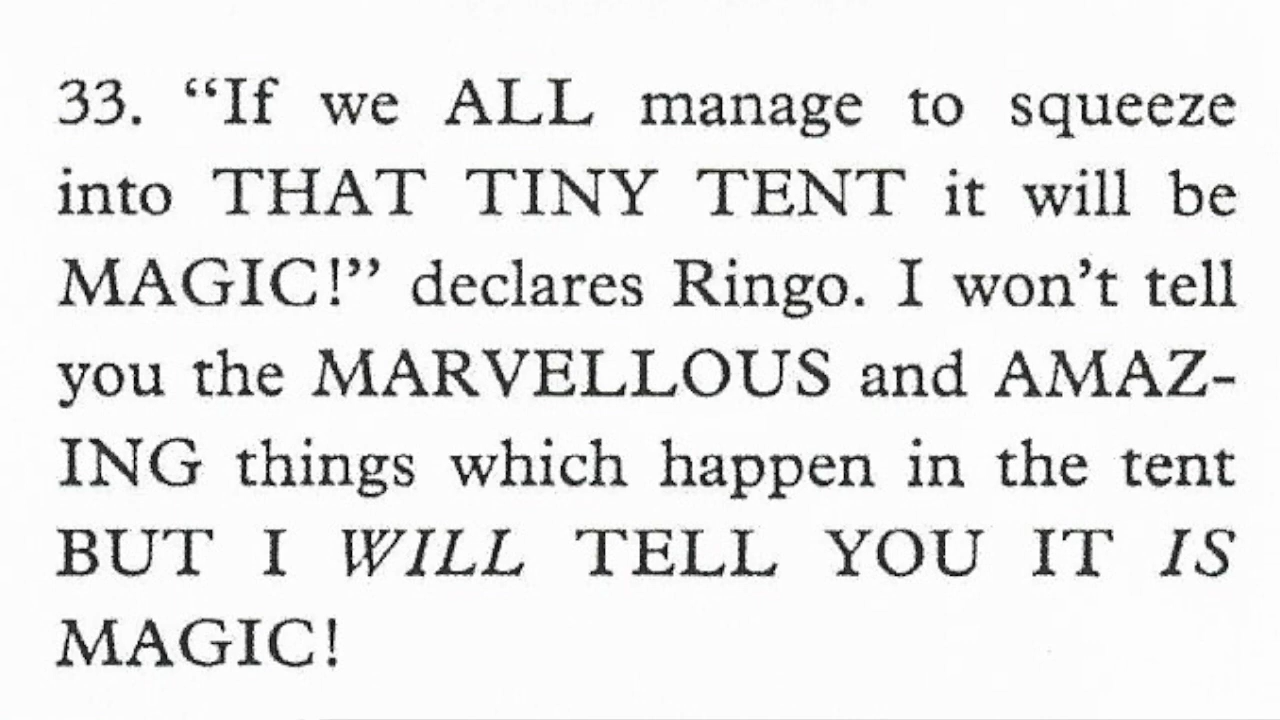 33. “If we ALL manage to squeeze
into THAT TINY TENT it will be
MAGIC!” declares Ringo. I won’t tell
you the MARVELLOUS and AMAZ-
ING things which happen in the tent
BUT I WILL TELL YOU IT IS
MAGIC!